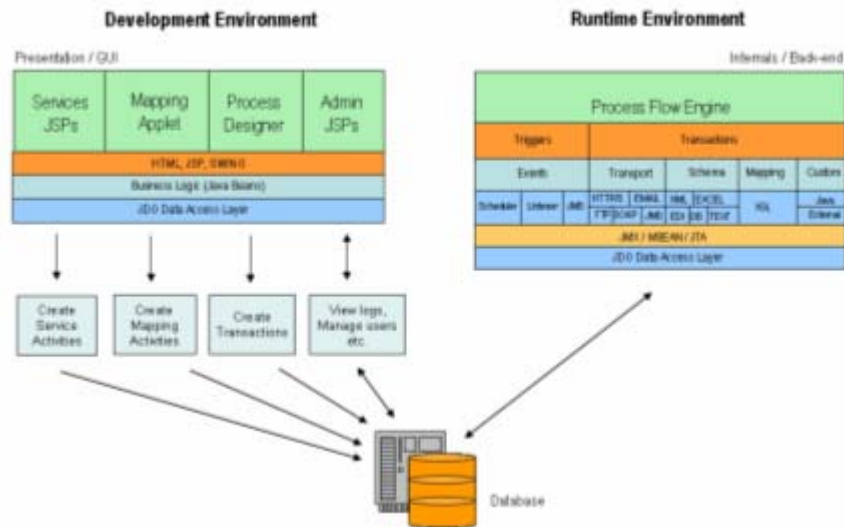 Development Environment
Runtime Environment
Presentation / GUI
Internals / Back-end
Services JSPs
Mapping Applet
Process Designer
Admin JSPs
HTML, JSP, SWING
Business Logic (Java Beans)
JDO Data Access Layer
Process Flow Engine
Triggers
Transactions
Events
Transport
Schema
Mapping
Custom
Scheduler
Listener
JMS
HTTP/S
EMAIL
XML
EXCEL
FTP
SOAP
JMS
EDI
DB
TEXT
XSL
Java
External
JMX / MBEAN / JTA
JDO Data Access Layer
Create Service Activities
Create Mapping Activities
Create Transactions
View logs, Manage users etc.
Database